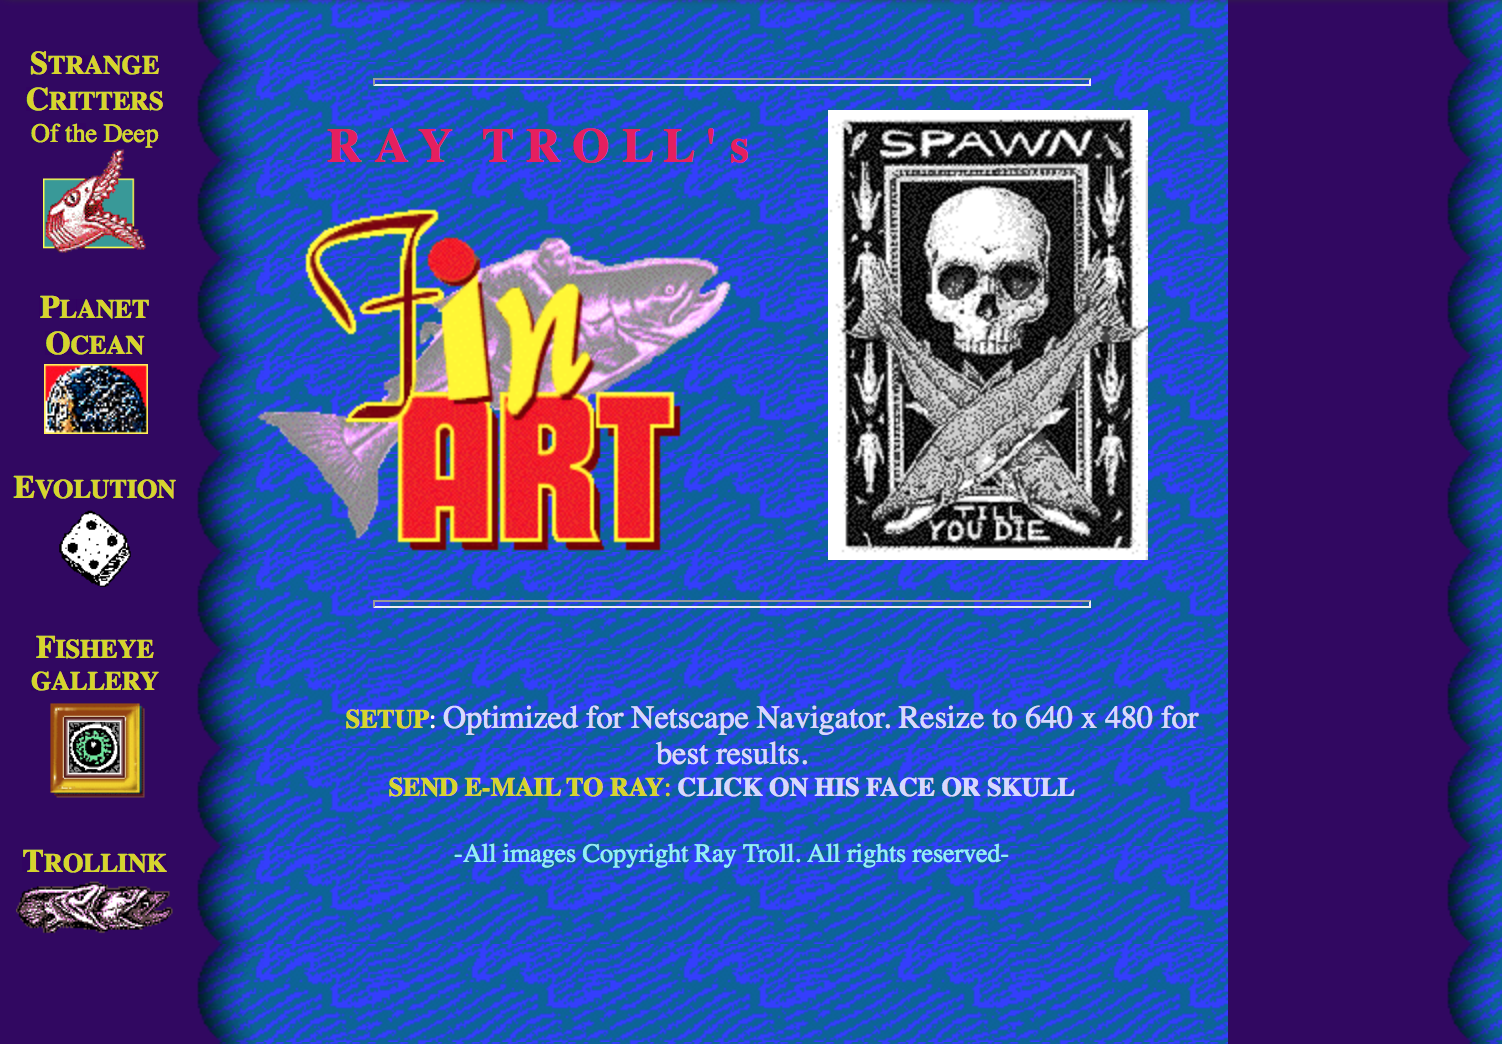 STRANGE
CRITTERS
Of the Deep
PLANET
OCEAN
EVOLUTION
FISHEYE
GALLERY
TROLLINK
RAY TROLL's
Fin
ART
SPAWN
TILL
YOU DIE
SETUP: Optimized for Netscape Navigator. Resize to 640 x 480 for
best results.
SEND E-MAIL TO RAY: CLICK ON HIS FACE OR SKULL
-All images Copyright Ray Troll. All rights reserved-